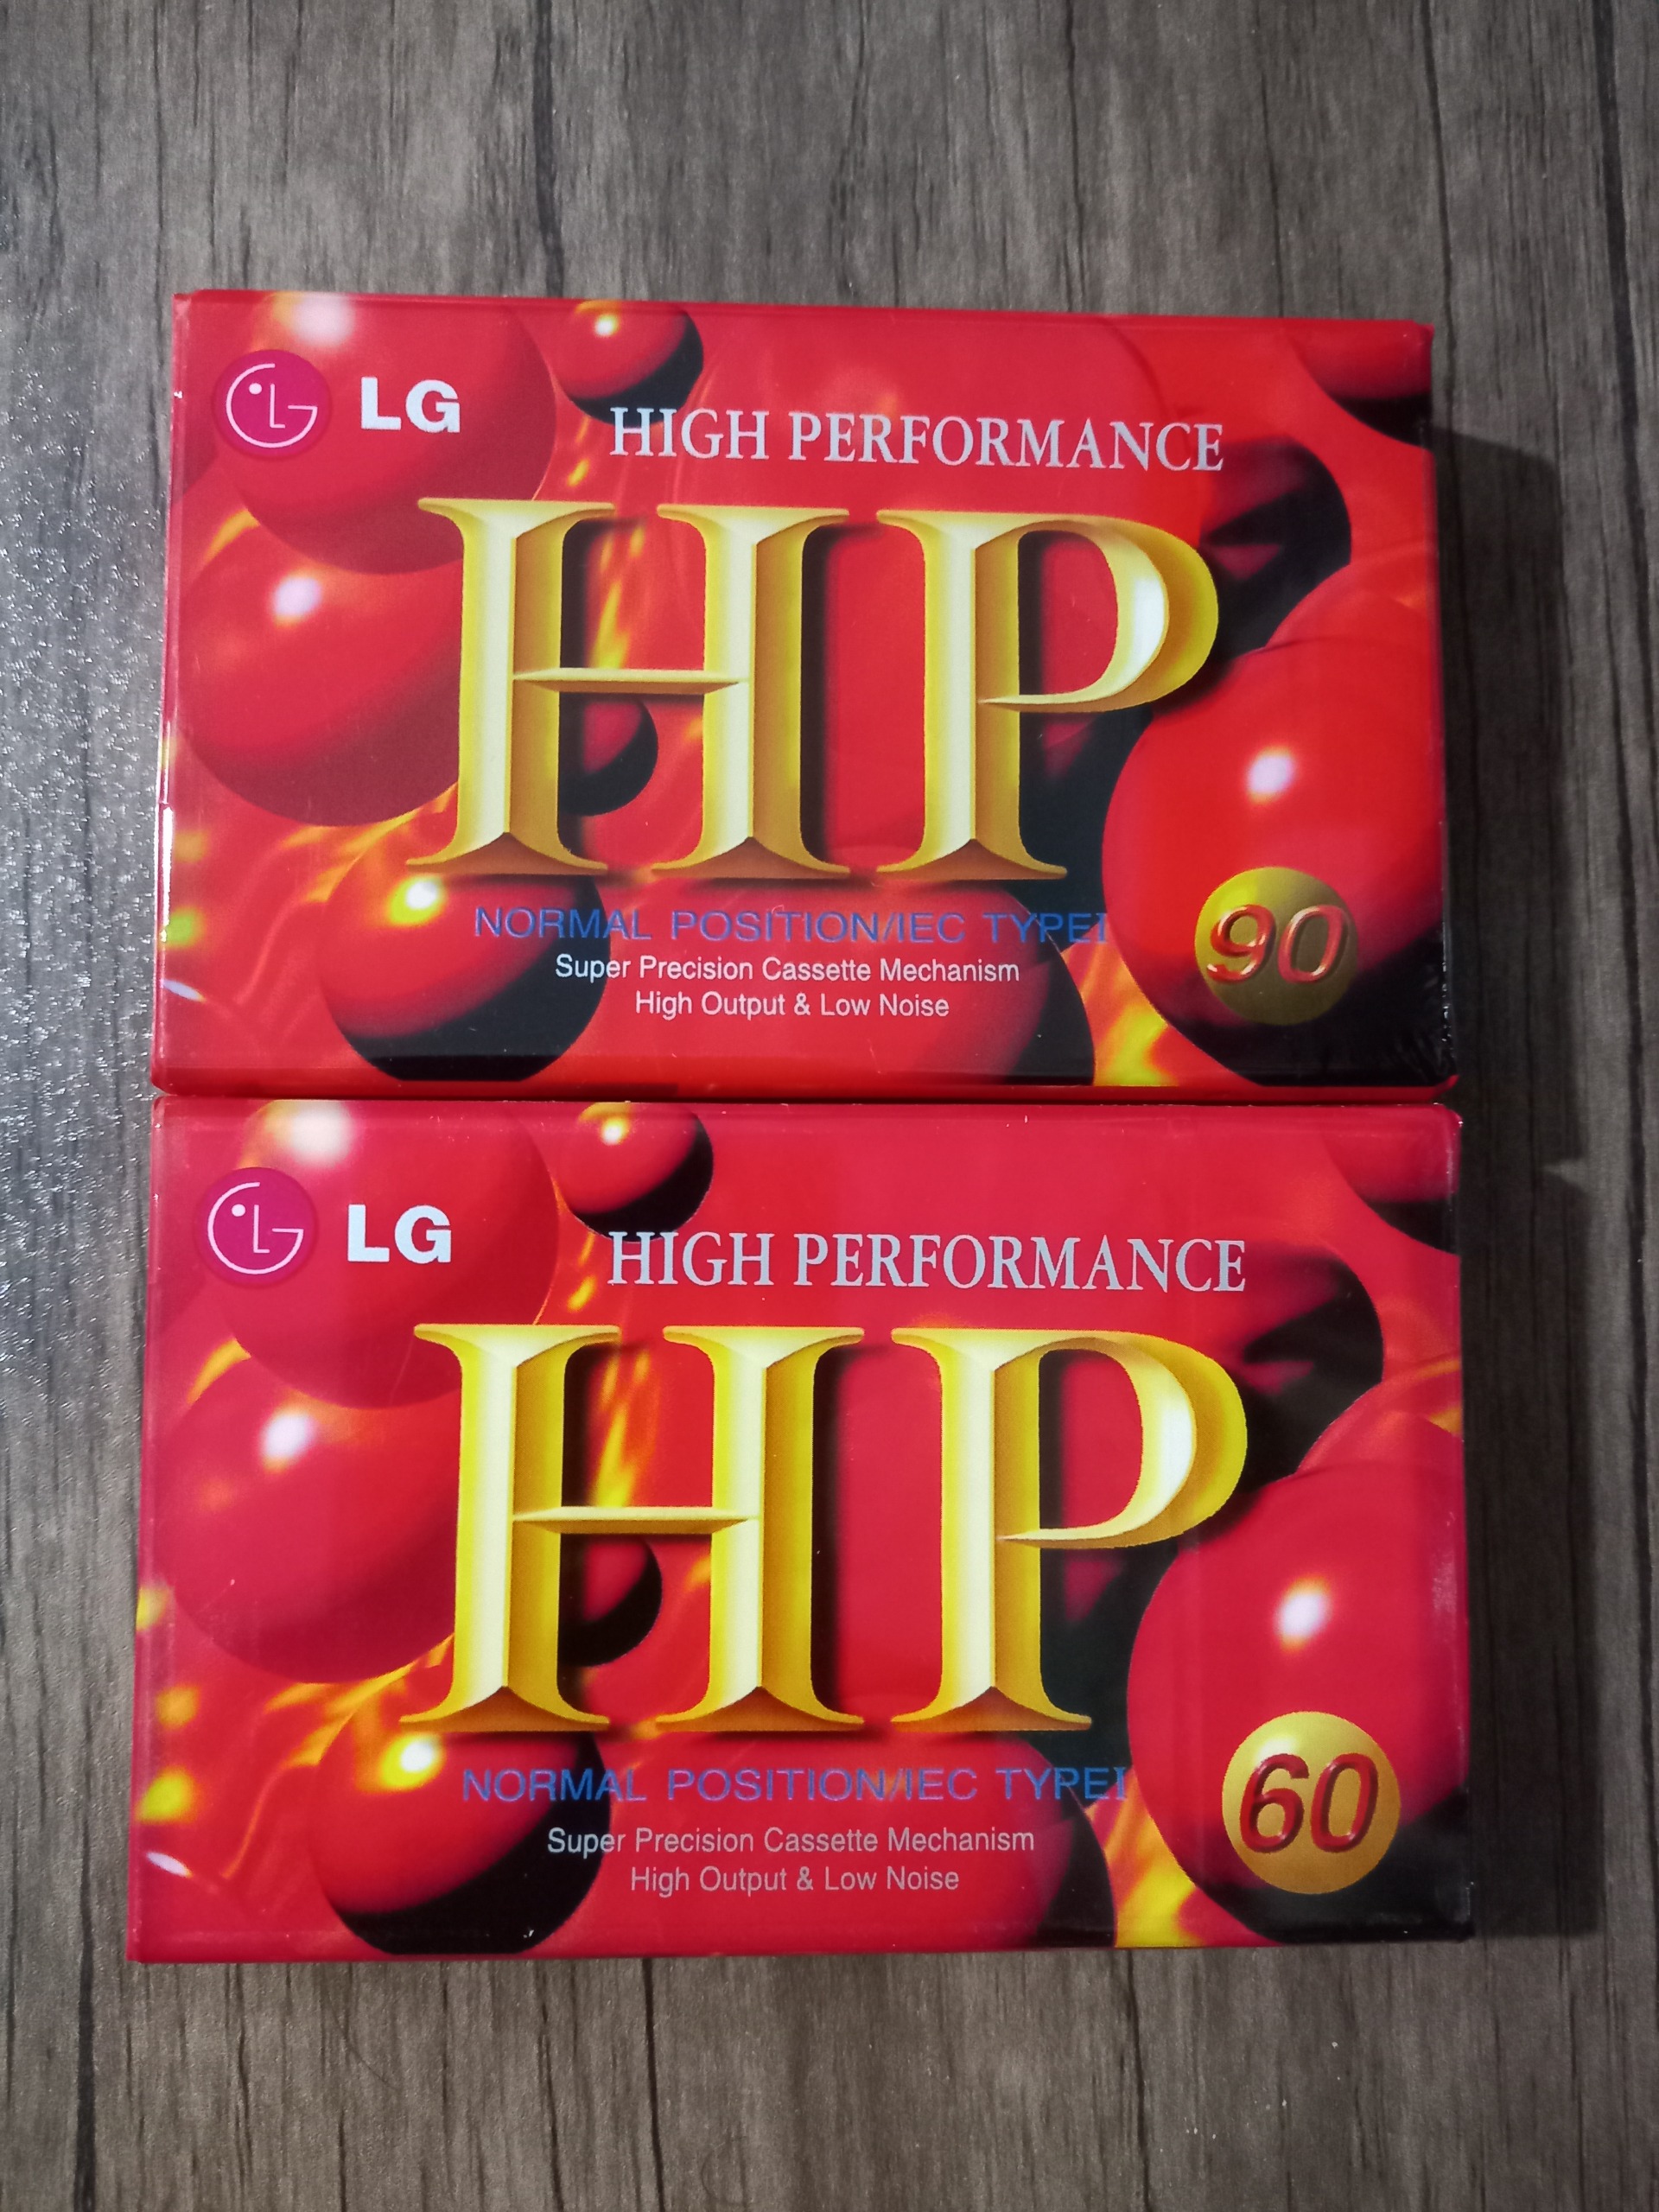 LG
HIGH PERFORMANCE
HP
NORMAL POSITION/IEC TYPEI
90
Super Precision Cassette Mechanism
High Output & Low Noise
LG
HIGH PERFORMANCE
HP
NORMAL POSITION/IEC TYPEI
60
Super Precision Cassette Mechanism
High Output & Low Noise